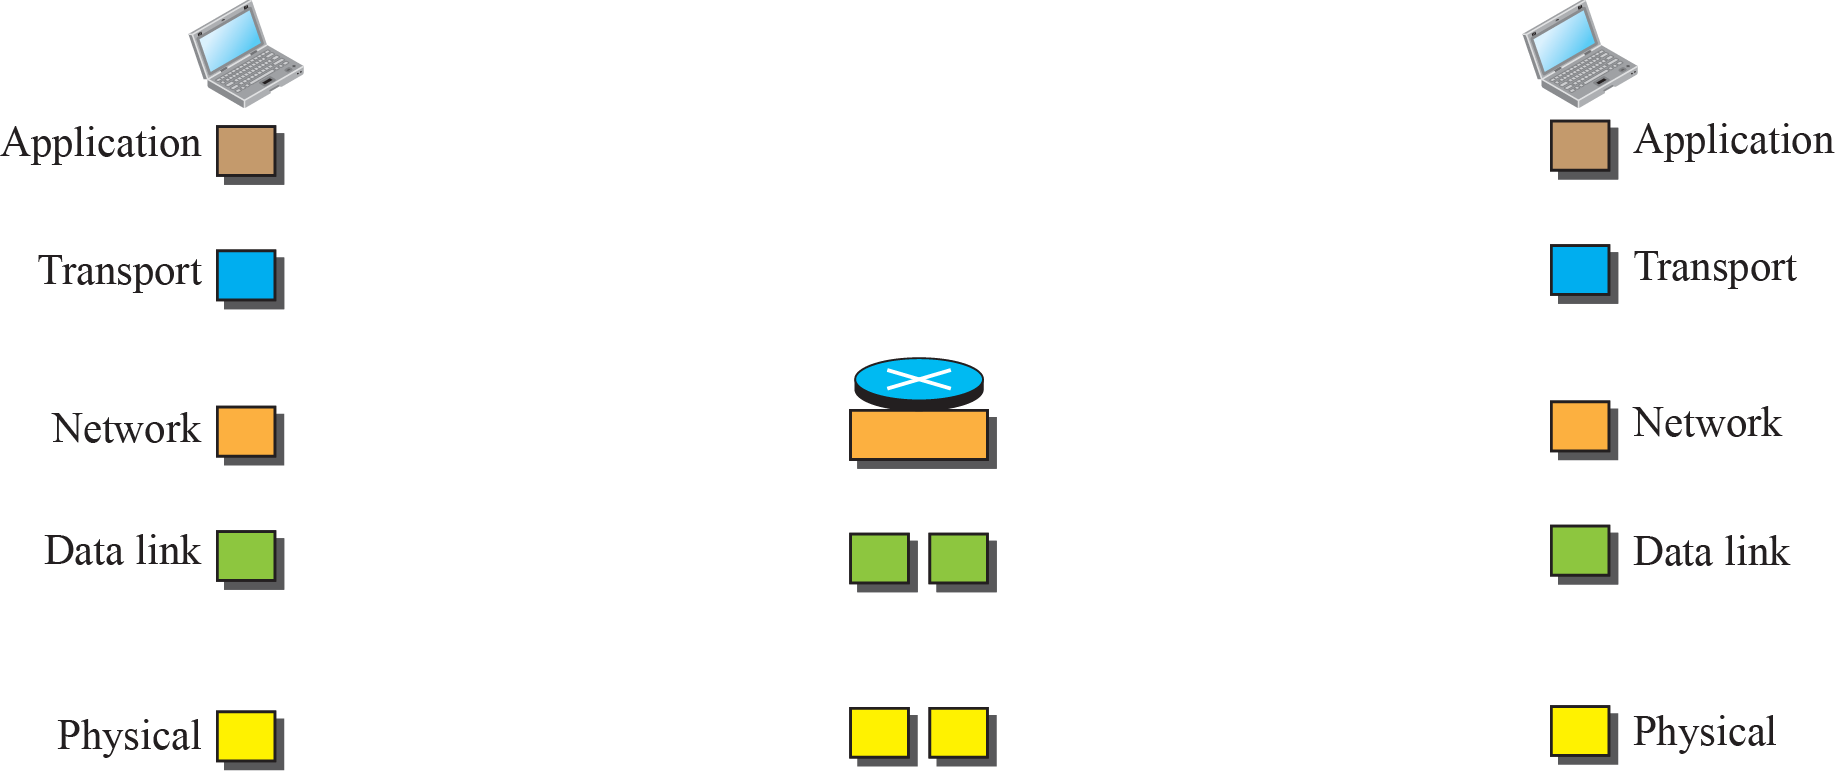 Application
Application
Transport
Transport
Network
Network
Data link
Data link
Physical
Physical